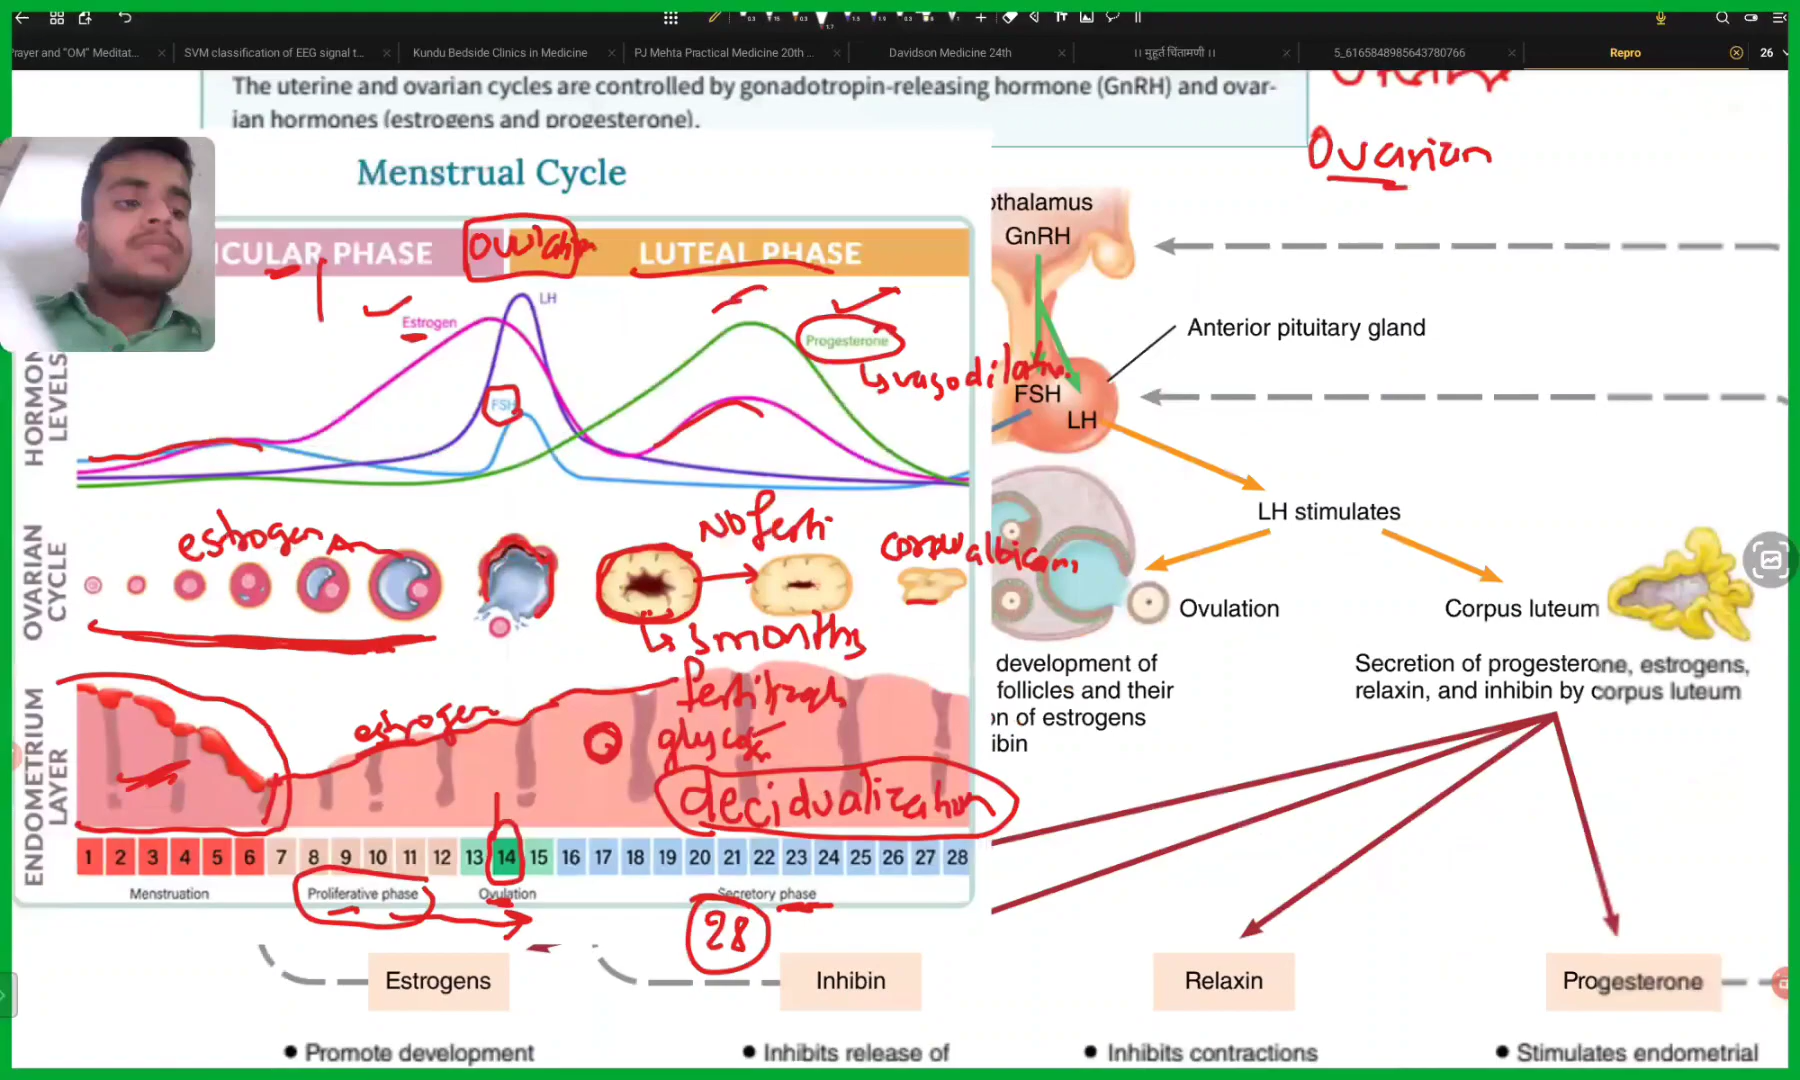 Prayer and "OM" Meditat...
SVM classification of EEG signal t...
Kundu Bedside Clinics in Medicine
PJ Mehta Practical Medicine 20th ...
Davidson Medicine 24th
।। मुहूर्त चिंतामणी ।।
5_6165848985643780766
Repro
26
The uterine and ovarian cycles are controlled by gonadotropin-releasing hormone (GnRH) and ovar-
ian hormones (estrogens and progesterone).
Ovarian
Menstrual Cycle
ICULAR PHASE
Ovulation
LUTEAL PHASE
HORMON
LEVELS
Estrogen
LH
FSH
Progesterone
↳vasodilatn.
OVARIAN
CYCLE
estrogen
No ferti
corpus albicans
↳ 3 months
ENDOMETRIUM
LAYER
estrogen
decidualization
1 2 3 4 5 6 7 8 9 10 11 12 13 14 15 16 17 18 19 20 21 22 23 24 25 26 27 28
Menstruation
Proliferative phase
Ovulation
Secretory phase
28
othalamus
GnRH
Anterior pituitary gland
FSH
LH
LH stimulates
Ovulation
Corpus luteum
development of
follicles and their
on of estrogens
ibin
Secretion of progesterone, estrogens,
relaxin, and inhibin by corpus luteum
Estrogens
Inhibin
Relaxin
Progesterone
● Promote development
● Inhibits release of
● Inhibits contractions
● Stimulates endometrial